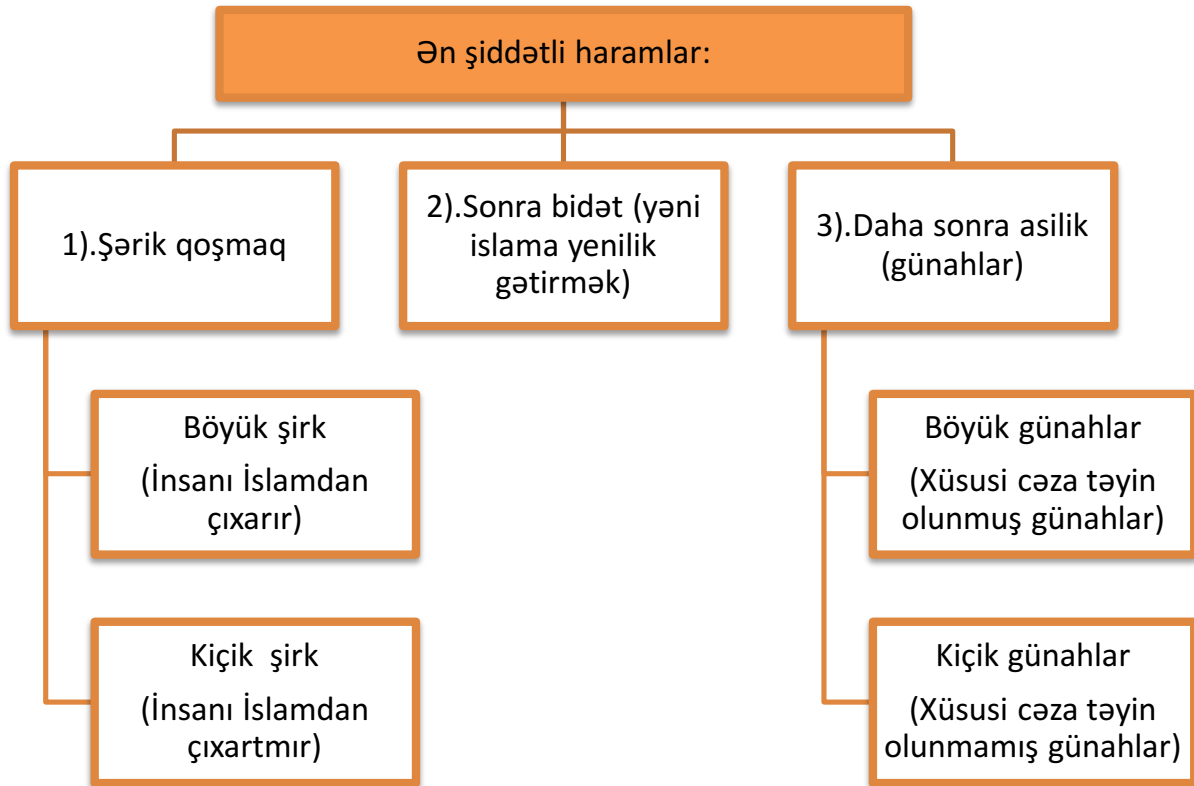 Ən şiddətli haramlar:
1).Şərik qoşmaq
2).Sonra bidət (yəni
islama yenilik
gətirmək)
3).Daha sonra asilik
(günahlar)
Böyük şirk
(İnsanı İslamdan
çıxarır)
Kiçik şirk
(İnsanı İslamdan
çıxartmır)
Böyük günahlar
(Xüsusi cəza təyin
olunmuş günahlar)
Kiçik günahlar
(Xüsusi cəza təyin
olunmamış günahlar)